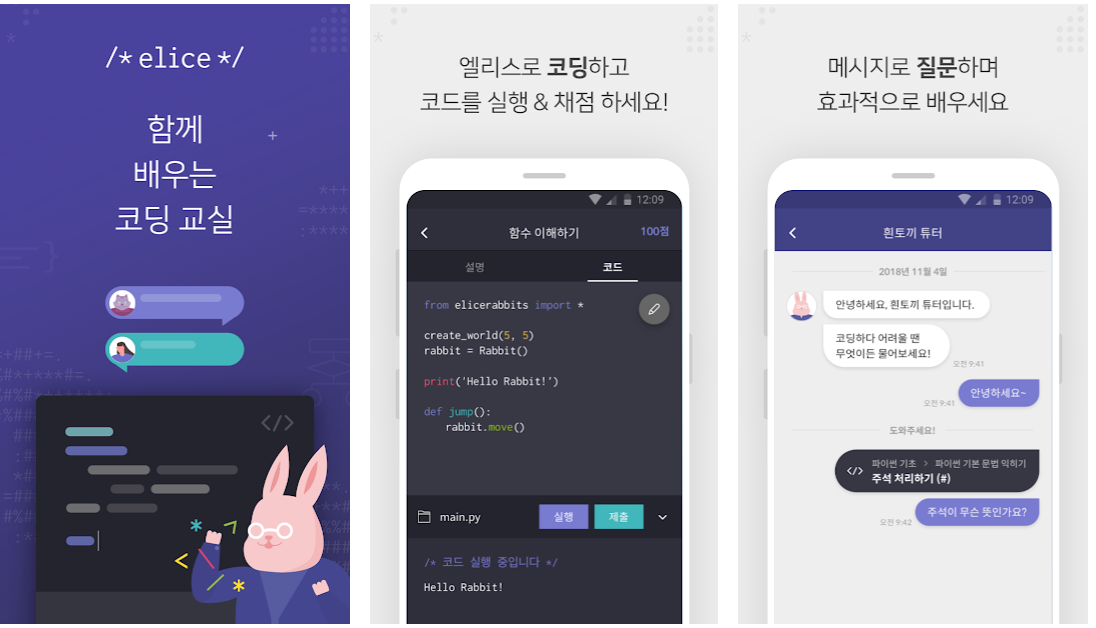 /* elice */
함께
배우는
코딩 교실
</>
엘리스로 코딩하고
코드를 실행 & 채점 하세요!
12:09
함수 이해하기
100점
설명
코드
from elicerabbits import *
create_world(5, 5)
rabbit = Rabbit()
print('Hello Rabbit!')
def jump():
rabbit.move()
main.py
실행
제출
/* 코드 실행 중입니다 */
Hello Rabbit!
메시지로 질문하며
효과적으로 배우세요
12:09
흰토끼 튜터
2018년 11월 4일
안녕하세요, 흰토끼 튜터입니다.
코딩하다 어려울 땐
무엇이든 물어보세요!
오전 9:41
안녕하세요~
오전 9:41
도와주세요!
</>
파이썬 기초 > 파이썬 기본 문법 익히기
주석 처리하기 (#)
주석이 무슨 뜻인가요?
오전 9:42